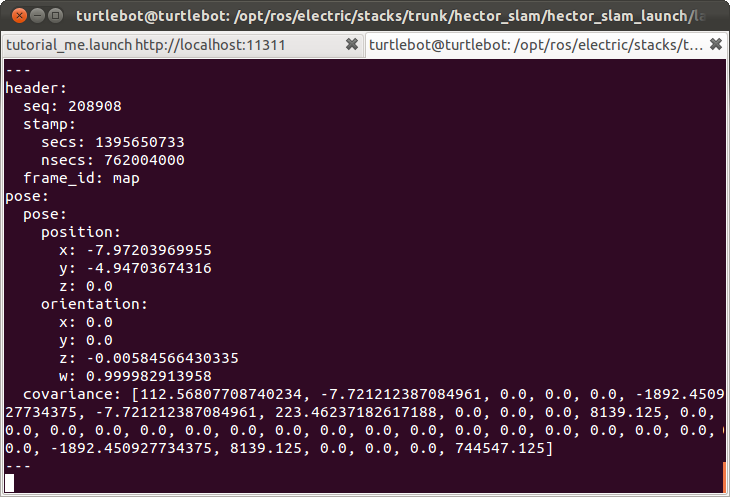 turtlebot@turtlebot: /opt/ros/electric/stacks/trunk/hector_slam/hector_slam_launch/la
tutorial_me.launch http://localhost:11311
turtlebot@turtlebot: /opt/ros/electric/stacks/t...
---
header:
  seq: 208908
  stamp:
    secs: 1395650733
    nsecs: 762004000
  frame_id: map
pose:
  pose:
    position:
      x: -7.97203969955
      y: -4.94703674316
      z: 0.0
    orientation:
      x: 0.0
      y: 0.0
      z: -0.00584566430335
      w: 0.999982913958
  covariance: [112.56807708740234, -7.721212387084961, 0.0, 0.0, 0.0, -1892.4509
27734375, -7.721212387084961, 223.46237182617188, 0.0, 0.0, 0.0, 8139.125, 0.0,
0.0, 0.0, 0.0, 0.0, 0.0, 0.0, 0.0, 0.0, 0.0, 0.0, 0.0, 0.0, 0.0, 0.0, 0.0, 0.
0.0, -1892.450927734375, 8139.125, 0.0, 0.0, 0.0, 744547.125]
---